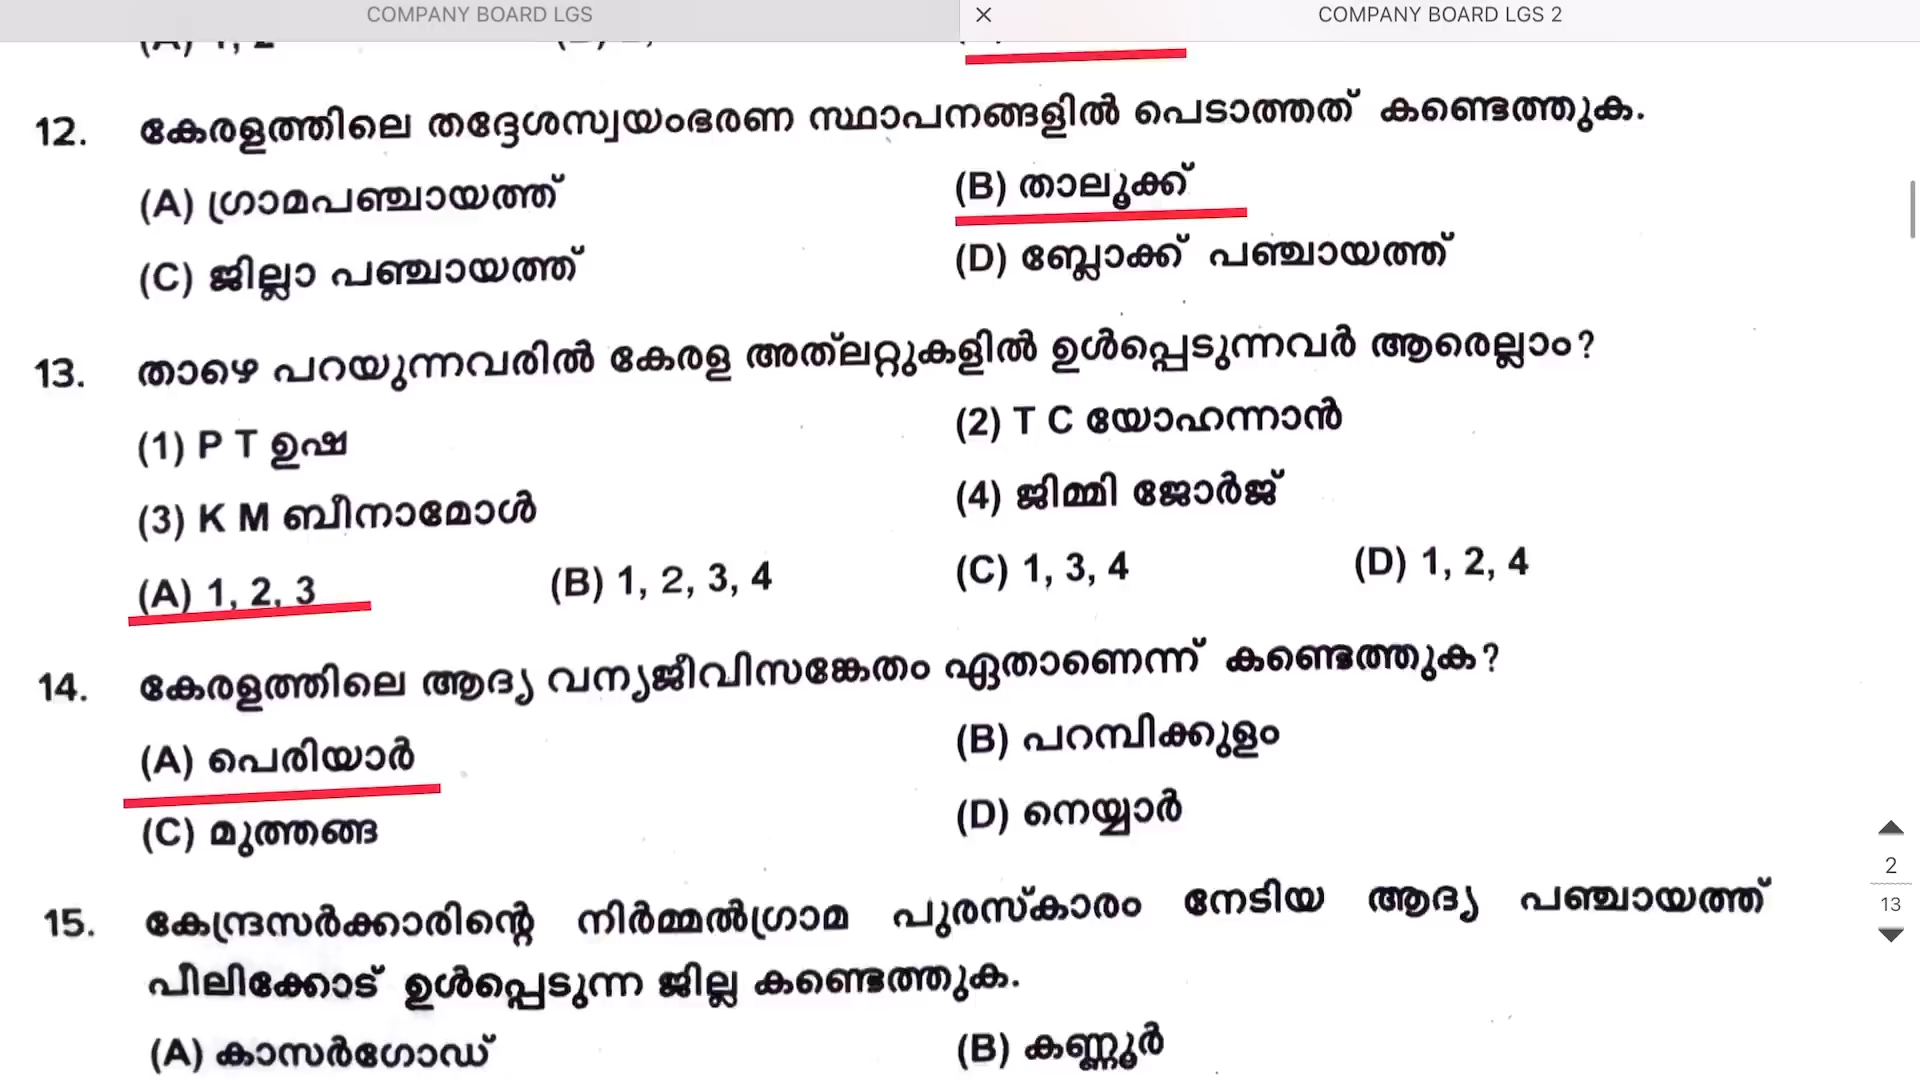 COMPANY BOARD LGS
COMPANY BOARD LGS 2
12. കേരളത്തിലെ തദ്ദേശസ്വയംഭരണ സ്ഥാപനങ്ങളിൽ പെടാത്തത് കണ്ടെത്തുക.
(A) ഗ്രാമപഞ്ചായത്ത് (B) താലൂക്ക്
(C) ജില്ലാ പഞ്ചായത്ത് (D) ബ്ലോക്ക് പഞ്ചായത്ത്
13. താഴെ പറയുന്നവരിൽ കേരള അത്‌ലറ്റുകളിൽ ഉൾപ്പെടുന്നവർ ആരെല്ലാം?
(1) P T ഉഷ (2) T C യോഹന്നാൻ
(3) K M ബീനാമോൾ (4) ജിമ്മി ജോർജ്
(A) 1, 2, 3 (B) 1, 2, 3, 4 (C) 1, 3, 4 (D) 1, 2, 4
14. കേരളത്തിലെ ആദ്യ വന്യജീവിസങ്കേതം ഏതാണെന്ന് കണ്ടെത്തുക?
(A) പെരിയാർ (B) പറമ്പിക്കുളം
(C) മുത്തങ്ങ (D) നെയ്യാർ
2
13
15. കേന്ദ്രസർക്കാരിന്റെ നിർമ്മൽഗ്രാമ പുരസ്കാരം നേടിയ ആദ്യ പഞ്ചായത്ത്
പീലിക്കോട് ഉൾപ്പെടുന്ന ജില്ല കണ്ടെത്തുക.
(A) കാസർഗോഡ് (B) കണ്ണൂർ